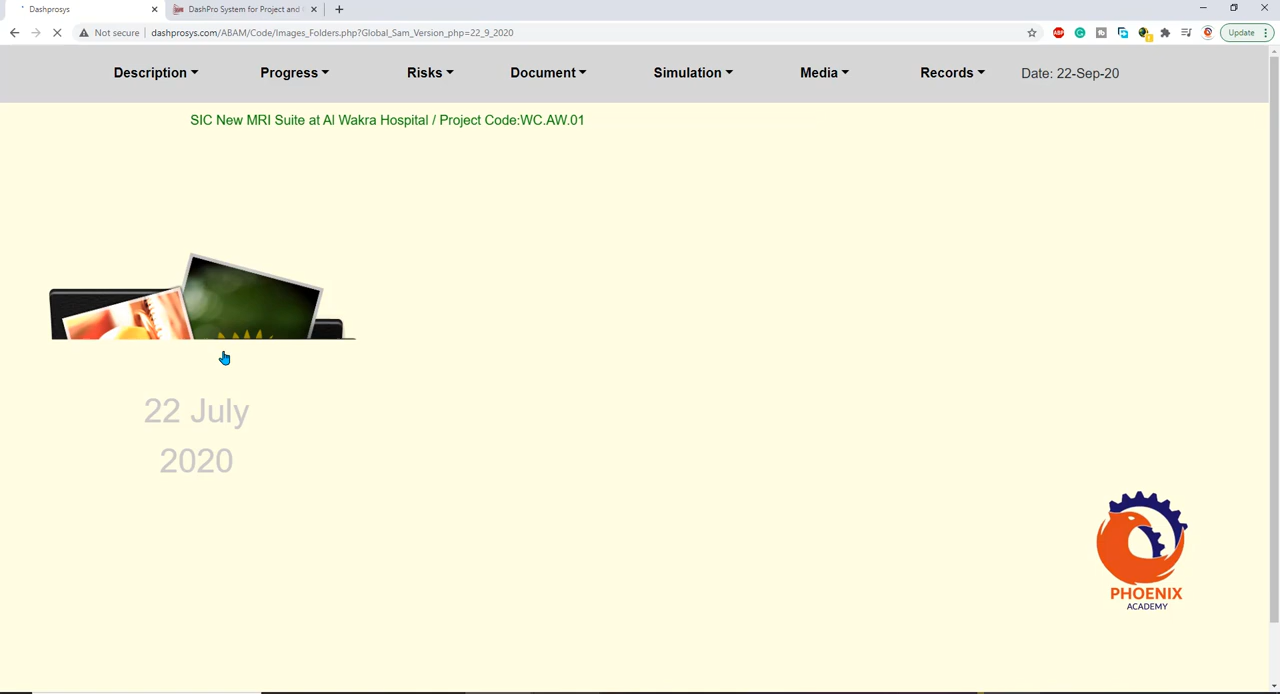 Dashprosys
DashPro System for Project and
Not secure
dashprosys.com/ABAM/Code/Images_Folders.php?Global_Sam_Version_php=22_9_2020
ABP
Update
Description
Progress
Risks
Document
Simulation
Media
Records
Date: 22-Sep-20
SIC New MRI Suite at Al Wakra Hospital / Project Code:WC.AW.01
22 July
2020
PHOENIX
ACADEMY